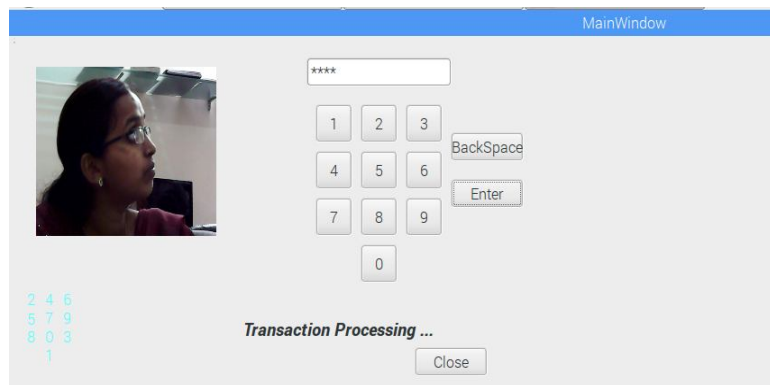 MainWindow
****
1 2 3
BackSpace
4 5 6
Enter
7 8 9
0
2 4 6
5 7 9
8 0 3
1
Transaction Processing ...
Close